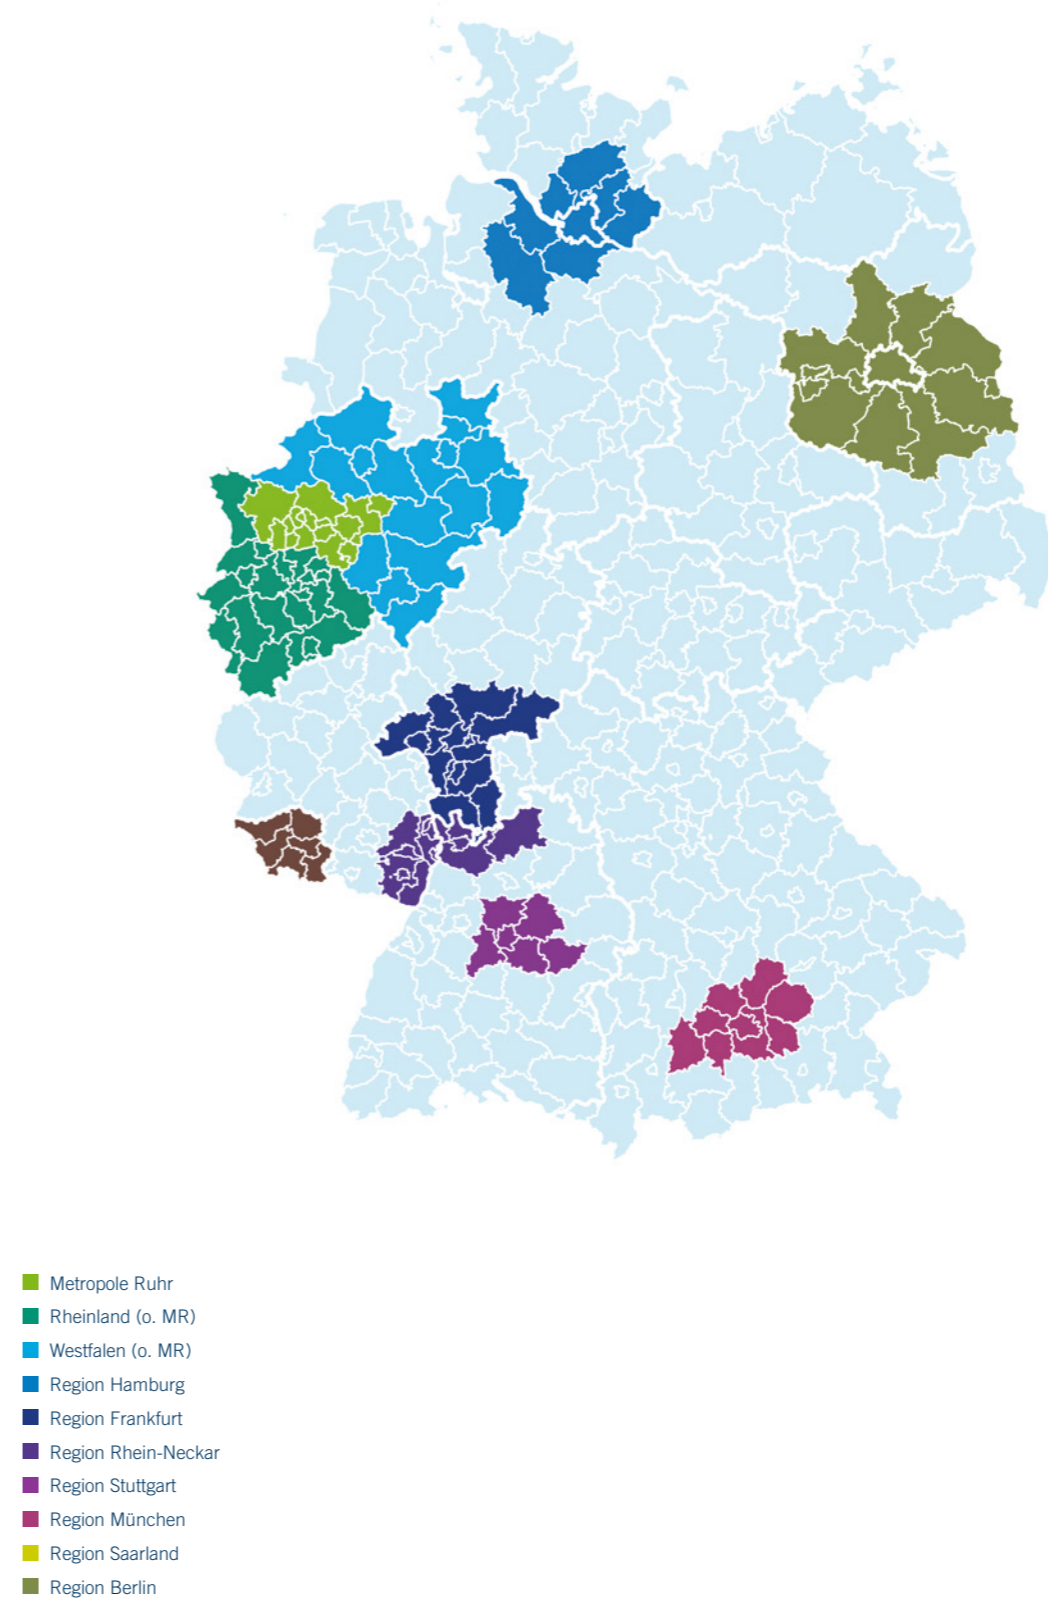 Metropole Ruhr
Rheinland (o. MR)
Westfalen (o. MR)
Region Hamburg
Region Frankfurt
Region Rhein-Neckar
Region Stuttgart
Region München
Region Saarland
Region Berlin